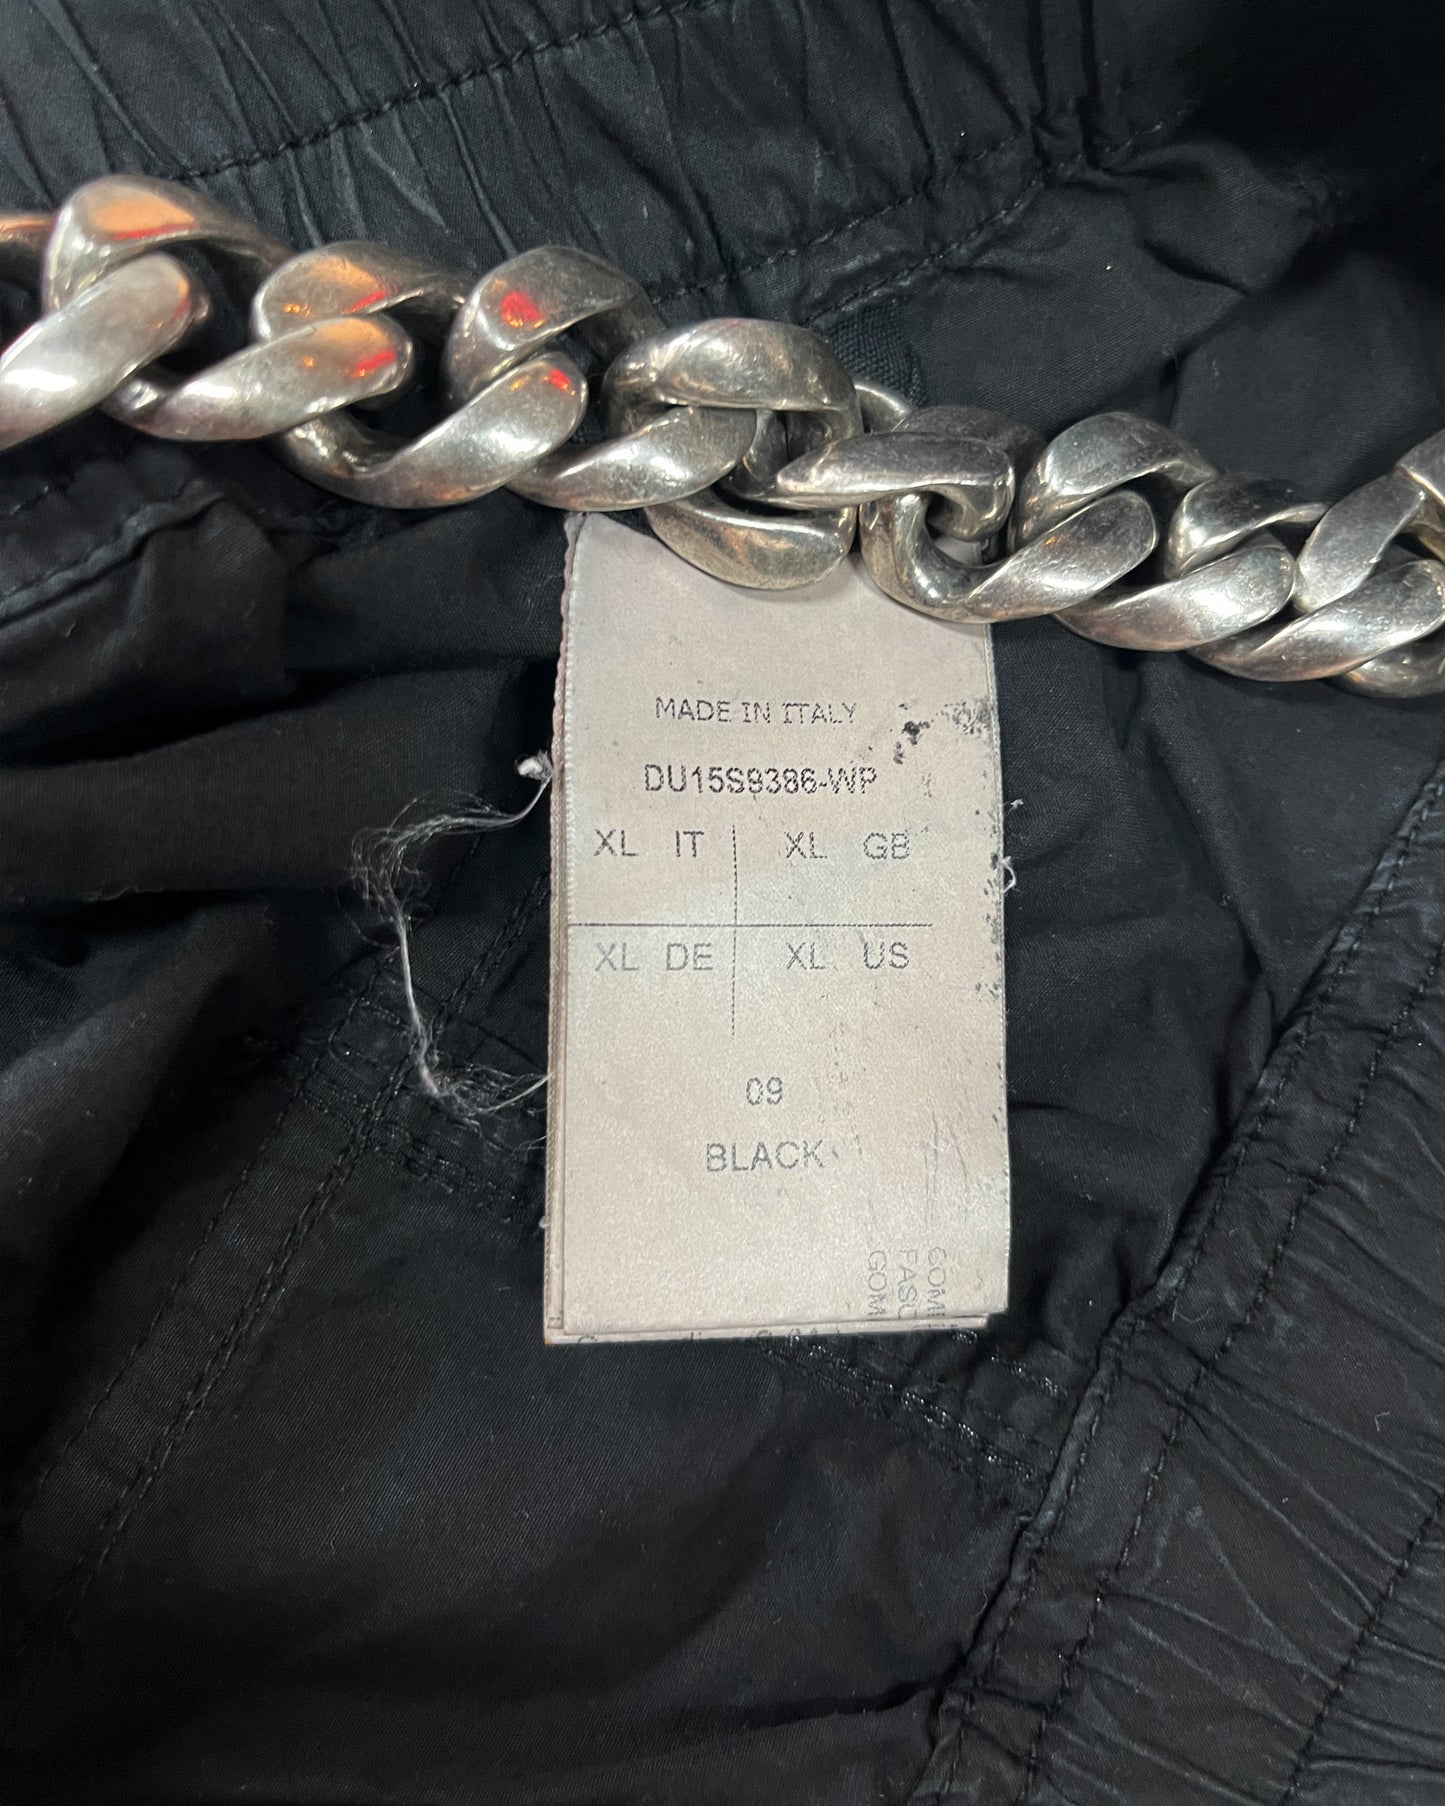 MADE IN ITALY
DU15S9386-WP
XL IT XL GB
XL DE XL US
09
BLACK